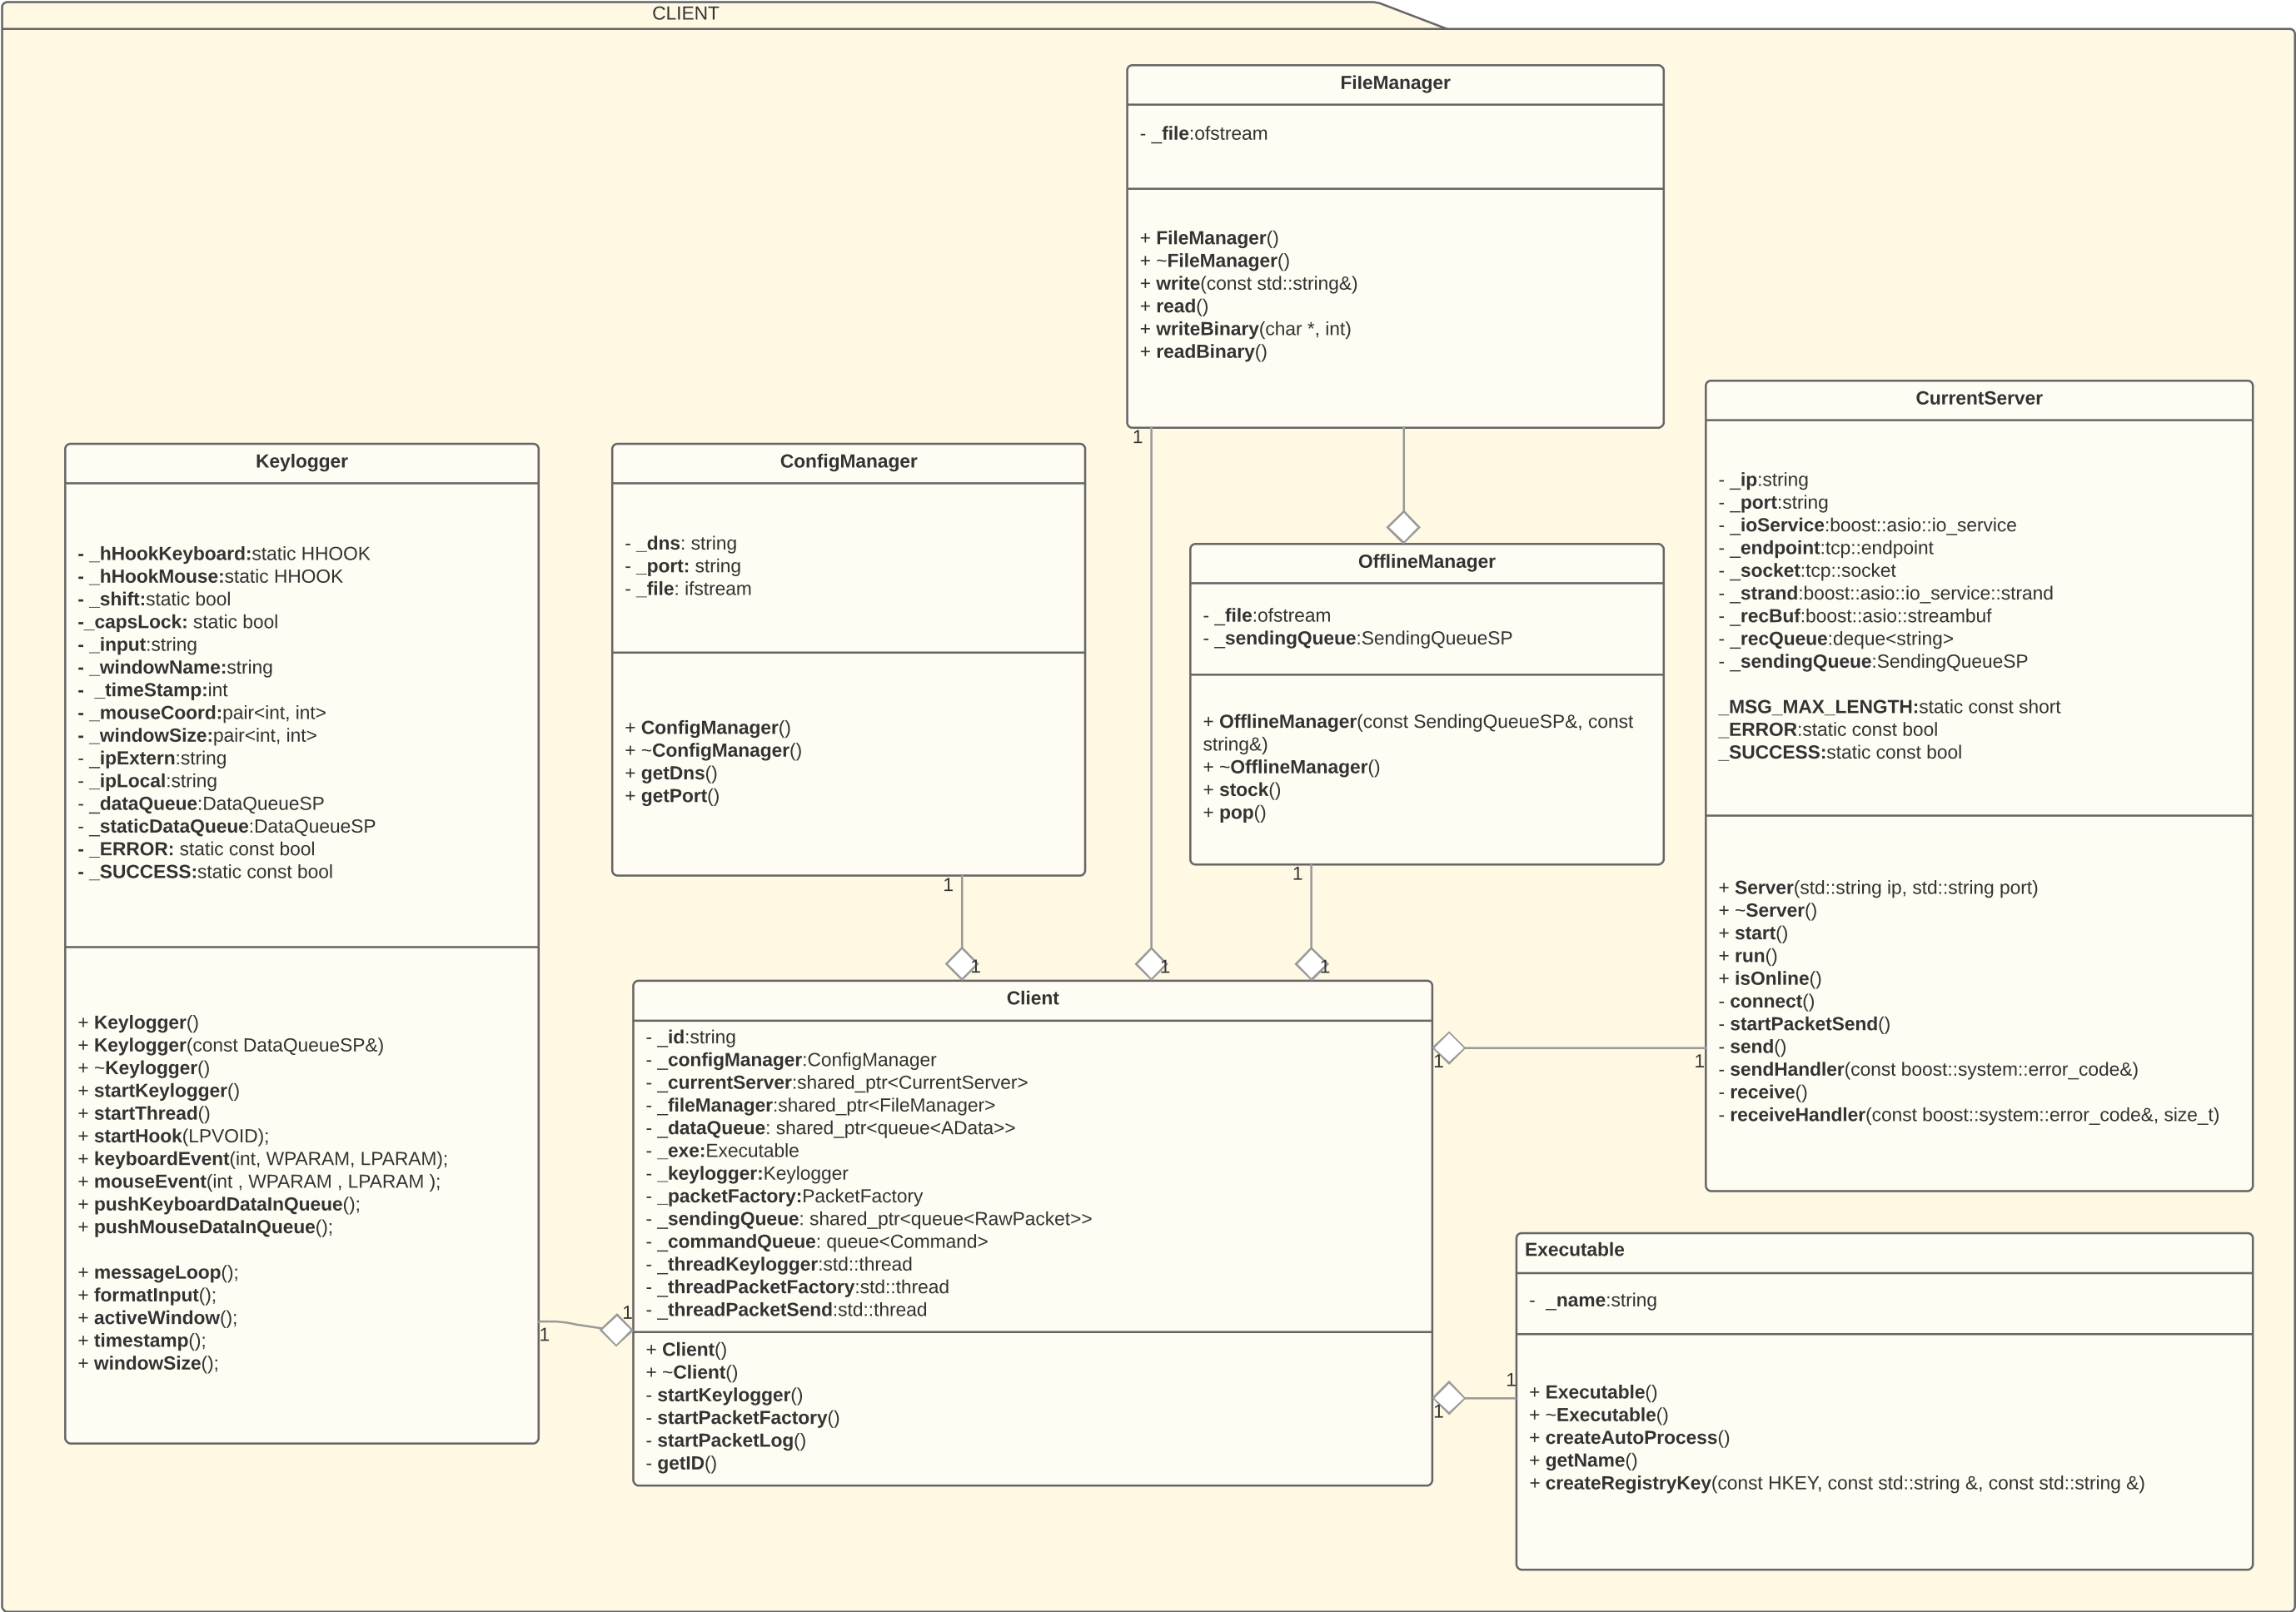 CLIENT
FileManager
- _file:ofstream
+ FileManager()
+ ~FileManager()
+ write(const std::string&)
+ read()
+ writeBinary(char *, int)
+ readBinary()
1
CurrentServer
- _ip:string
- _port:string
- _ioService:boost::asio::io_service
- _endpoint:tcp::endpoint
- _socket:tcp::socket
- _strand:boost::asio::io_service::strand
- _recBuf:boost::asio::streambuf
- _recQueue:deque<string>
- _sendingQueue:SendingQueueSP
_MSG_MAX_LENGTH:static const short
_ERROR:static const bool
_SUCCESS:static const bool
+ Server(std::string ip, std::string port)
+ ~Server()
+ start()
+ run()
+ isOnline()
- connect()
- startPacketSend()
- send()
- sendHandler(const boost::system::error_code&)
- receive()
- receiveHandler(const boost::system::error_code&, size_t)
1
Keylogger
- _hHookKeyboard:static HHOOK
- _hHookMouse:static HHOOK
- _shift:static bool
-_capsLock: static bool
- _input:string
- _windowName:string
-  _timeStamp:int
- _mouseCoord:pair<int, int>
- _windowSize:pair<int, int>
- _ipExtern:string
- _ipLocal:string
- _dataQueue:DataQueueSP
- _staticDataQueue:DataQueueSP
- _ERROR: static const bool
- _SUCCESS:static const bool
+ Keylogger()
+ Keylogger(const DataQueueSP&)
+ ~Keylogger()
+ startKeylogger()
+ startThread()
+ startHook(LPVOID);
+ keyboardEvent(int, WPARAM, LPARAM);
+ mouseEvent(int , WPARAM , LPARAM );
+ pushKeyboardDataInQueue();
+ pushMouseDataInQueue();
+ messageLoop();
+ formatInput();
+ activeWindow();
+ timestamp();
+ windowSize();
1
ConfigManager
- _dns: string
- _port: string
- _file: ifstream
+ ConfigManager()
+ ~ConfigManager()
+ getDns()
+ getPort()
1
OfflineManager
- _file:ofstream
- _sendingQueue:SendingQueueSP
+ OfflineManager(const SendingQueueSP&, const
string&)
+ ~OfflineManager()
+ stock()
+ pop()
1
1
1
1
Client
- _id:string
- _configManager:ConfigManager
- _currentServer:shared_ptr<CurrentServer>
- _fileManager:shared_ptr<FileManager>
- _dataQueue: shared_ptr<queue<AData>>
- _exe:Executable
- _keylogger:Keylogger
- _packetFactory:PacketFactory
- _sendingQueue: shared_ptr<queue<RawPacket>>
- _commandQueue: queue<Command>
- _threadKeylogger:std::thread
- _threadPacketFactory:std::thread
- _threadPacketSend:std::thread
+ Client()
+ ~Client()
- startKeylogger()
- startPacketFactory()
- startPacketLog()
- getID()
1
1
1
Executable
-  _name:string
+ Executable()
+ ~Executable()
+ createAutoProcess()
+ getName()
+ createRegistryKey(const HKEY, const std::string &, const std::string &)
1